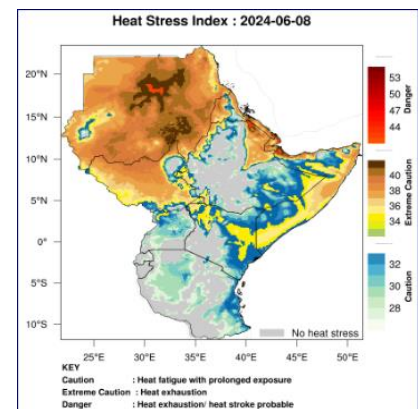 Heat Stress Index : 2024-06-08
20°N
15°N
10°N
5°N
0°
5°S
10°S
25°E 30°E 35°E 40°E 45°E 50°E
53
50
47
44
Danger
40
38
36
34
Extreme Caution
32
30
28
Caution
No heat stress
KEY
Caution : Heat fatigue with prolonged exposure
Extreme Caution : Heat exhaustion
Danger : Heat exhaustion/ heat stroke probable